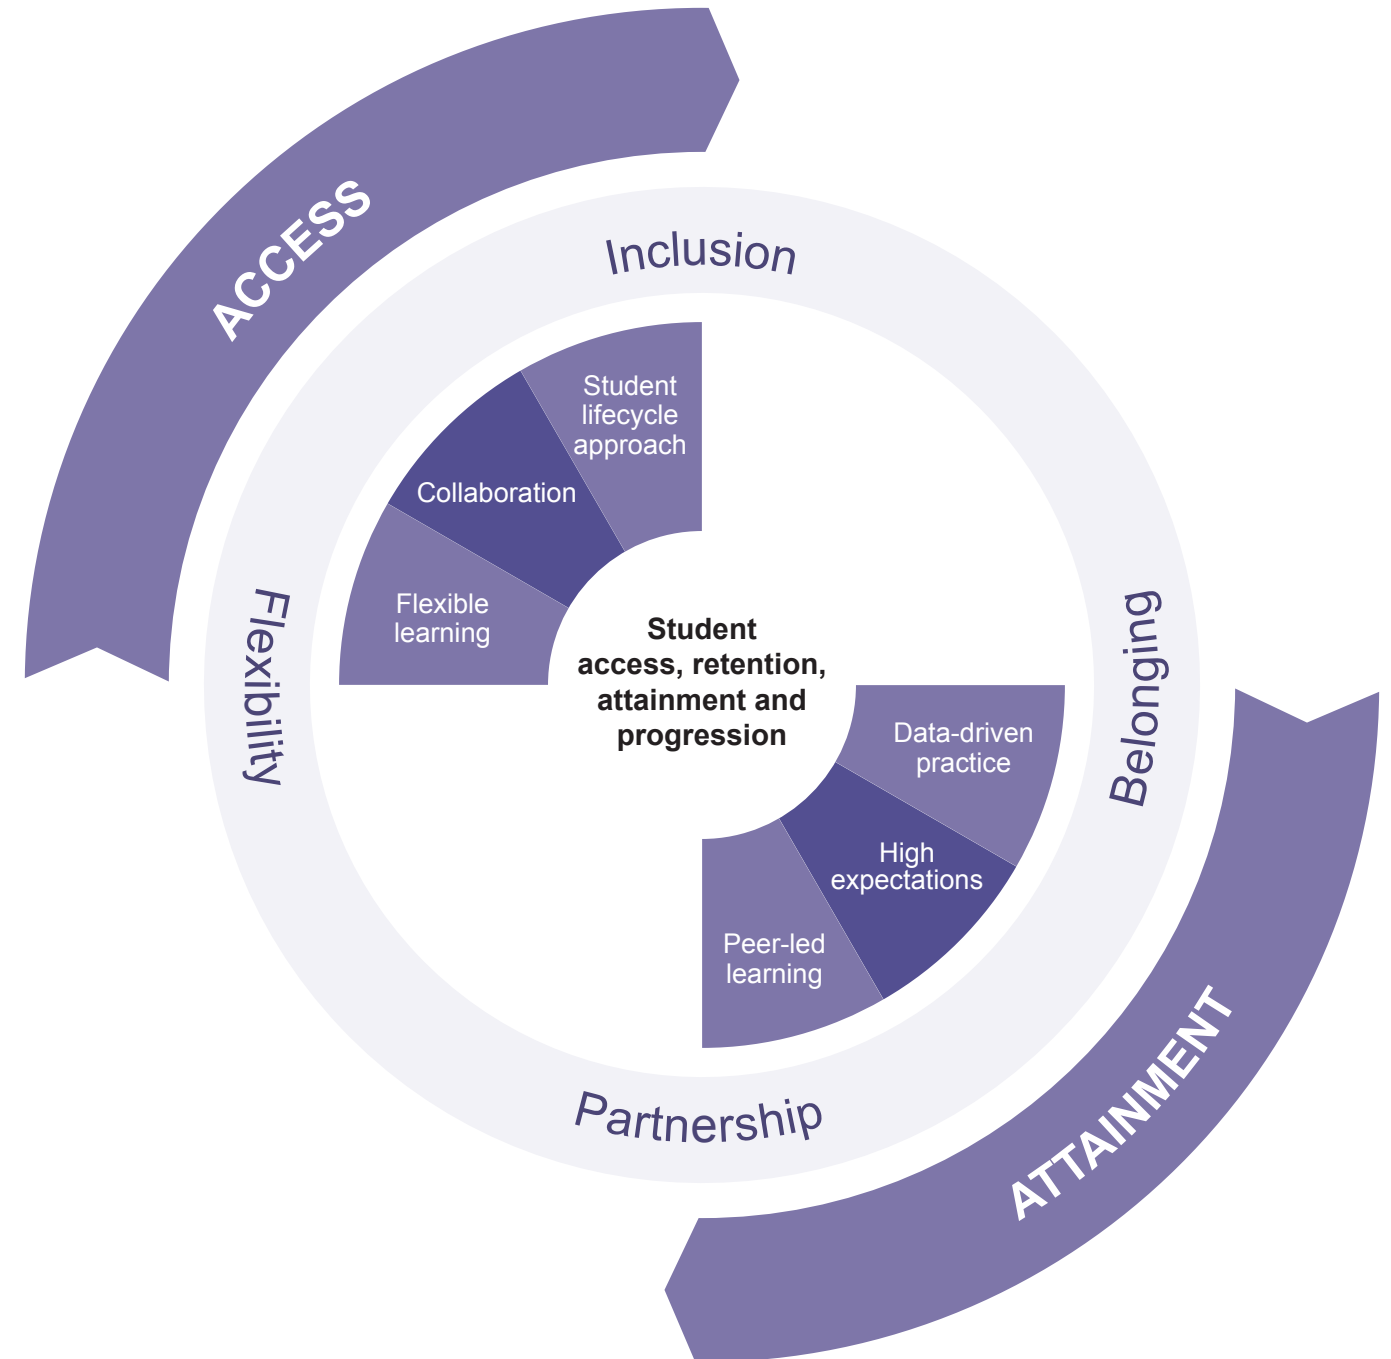 ACCESS
Inclusion
Student
lifecycle
approach
Collaboration
Flexible
learning
Flexibility
Student
access, retention,
attainment and
progression
Belonging
Data-driven
practice
High
expectations
Peer-led
learning
Partnership
ATTAINMENT